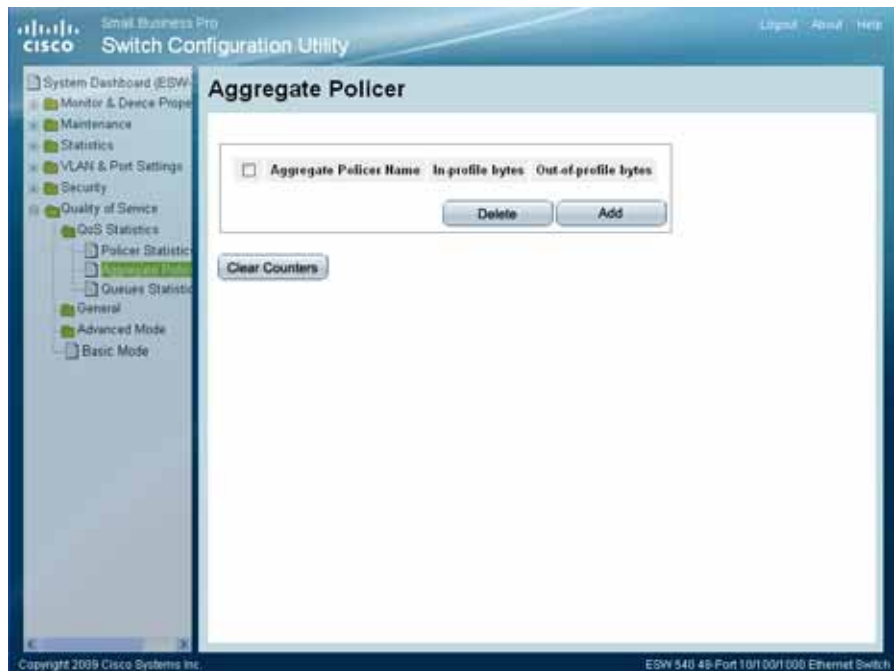 Small Business Pro
Logout About Help
CISCO Switch Configuration Utility
System Dashboard (ESW-
Monitor & Device Prope
Maintenance
Statistics
VLAN & Port Settings
Security
Quality of Service
QoS Statistics
Policer Statistic
Aggregate Polic
Queues Statistic
General
Advanced Mode
Basic Mode
Aggregate Policer
Aggregate Policer Name In-profile bytes Out-of-profile bytes
Delete Add
Clear Counters
Copyright 2009 Cisco Systems Inc.
ESW 540 48-Port 10/100/1000 Ethernet Switch